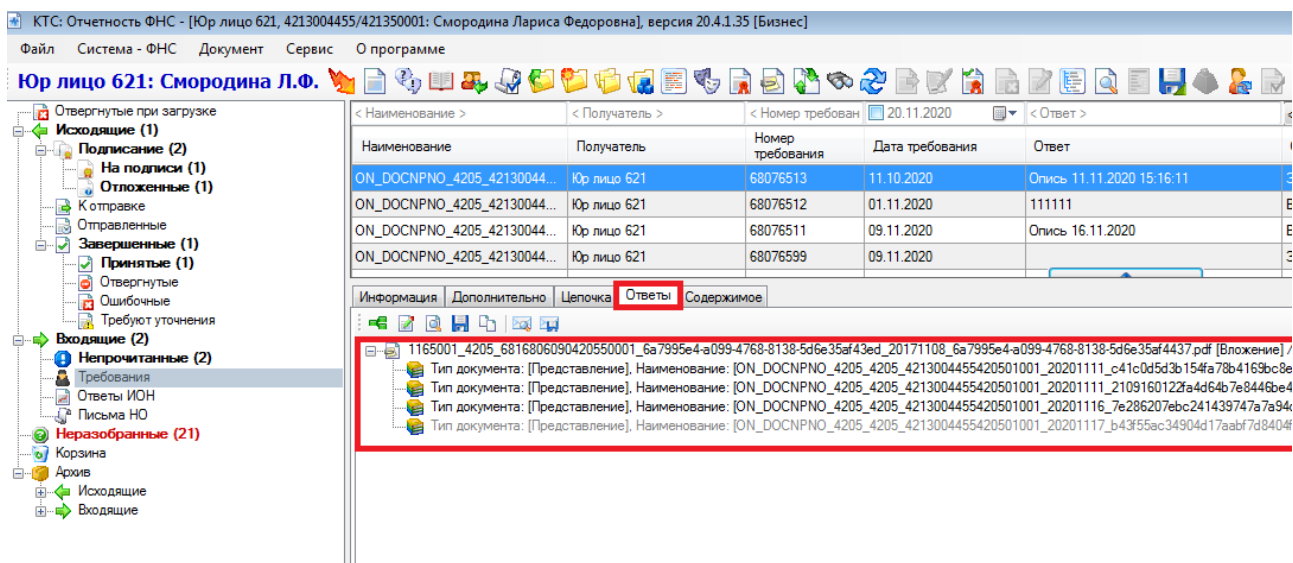 КТС: Отчетность ФНС - [Юр лицо 621, 4213004455/421350001: Смородина Лариса Федоровна], версия 20.4.1.35 [Бизнес]
Файл Система - ФНС Документ Сервис О программе
Юр лицо 621: Смородина Л.Ф.
Отвергнутые при загрузке
Исходящие (1)
Подписание (2)
На подписи (1)
Отложенные (1)
К отправке
Отправленные
Завершенные (1)
Принятые (1)
Отвергнутые
Ошибочные
Требуют уточнения
Входящие (2)
Непрочитанные (2)
Требования
Ответы ИОН
Письма НО
Неразобранные (21)
Корзина
Архив
Исходящие
Входящие
< Наименование > < Получатель > < Номер требован 20.11.2020 < Ответ >
Наименование Получатель Номер требования Дата требования Ответ
ON_DOCNPNO_4205_42130044... Юр лицо 621 68076513 11.10.2020 Опись 11.11.2020 15:16:11
ON_DOCNPNO_4205_42130044... Юр лицо 621 68076512 01.11.2020 111111
ON_DOCNPNO_4205_42130044... Юр лицо 621 68076511 09.11.2020 Опись 16.11.2020
ON_DOCNPNO_4205_42130044... Юр лицо 621 68076599 09.11.2020
Информация Дополнительно Цепочка Ответы Содержимое
1165001_4205_6816806090420550001_6a7995e4-a099-4768-8138-5d6e35af43ed_20171108_6a7995e4-a099-4768-8138-5d6e35af4437.pdf [Вложение] /
Тип документа: [Представление], Наименование: [ON_DOCNPNO_4205_4205_4213004455420501001_20201111_c41c0d5d3b154fa78b4169bc8e
Тип документа: [Представление], Наименование: [ON_DOCNPNO_4205_4205_4213004455420501001_20201111_2109160122fa4d64b7e8446be4
Тип документа: [Представление], Наименование: [ON_DOCNPNO_4205_4205_4213004455420501001_20201116_7e286207ebc241439747a7a94
Тип документа: [Представление], Наименование: [ON_DOCNPNO_4205_4205_4213004455420501001_20201117_b43f55ac34904d17aabf7d8404f